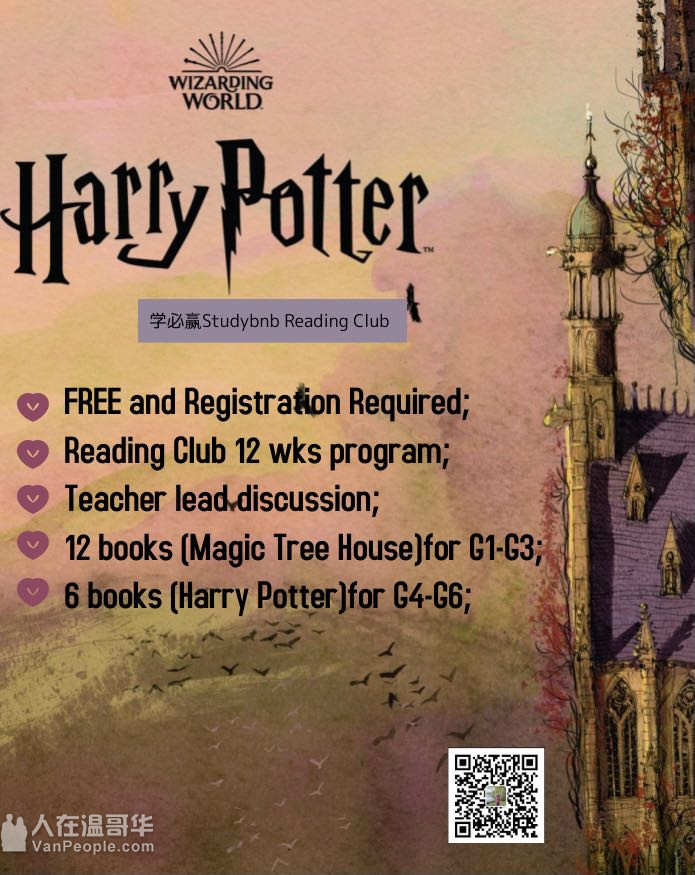 WIZARDING
WORLD
Harry Potter™
学必赢Studybnb Reading Club
FREE and Registration Required;
Reading Club 12 wks program;
Teacher lead discussion;
12 books (Magic Tree House)for G1-G3;
6 books (Harry Potter)for G4-G6;
人在温哥华
VanPeople.com